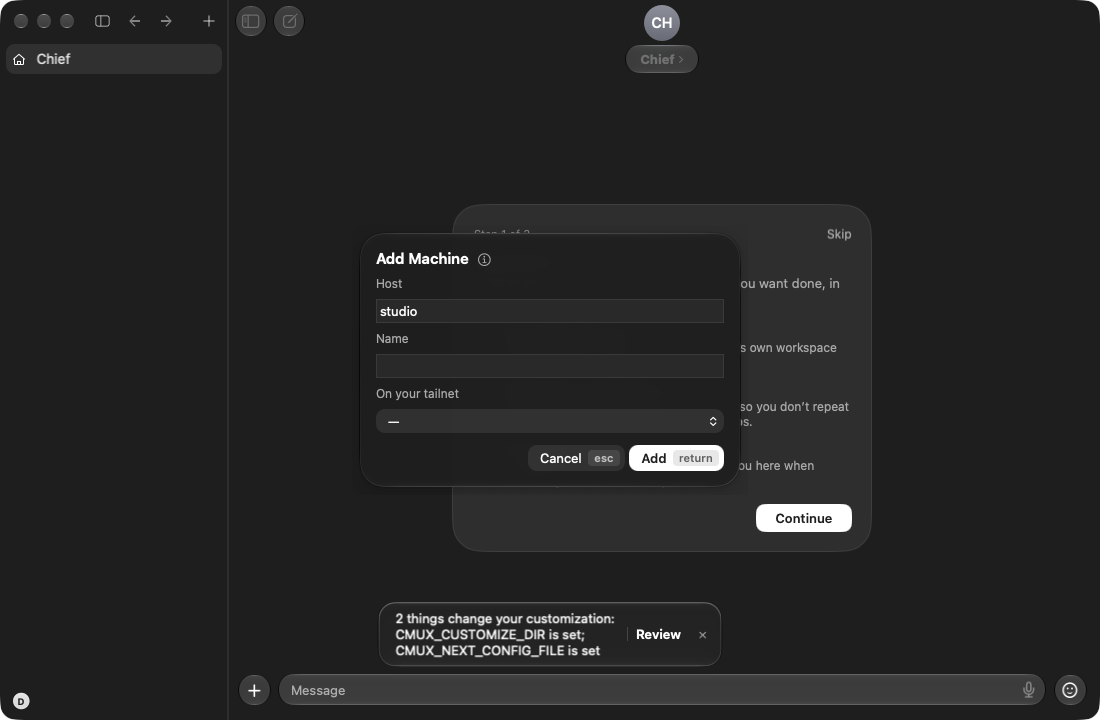 CH
Chief
Chief
Skip
Add Machine
Host
studio
Name
On your tailnet
—
Cancel esc
Add return
ou want done, in
s own workspace
so you don't repeat
ou here when
Continue
2 things change your customization:
CMUX_CUSTOMIZE_DIR is set;
CMUX_NEXT_CONFIG_FILE is set
Review
Message
D